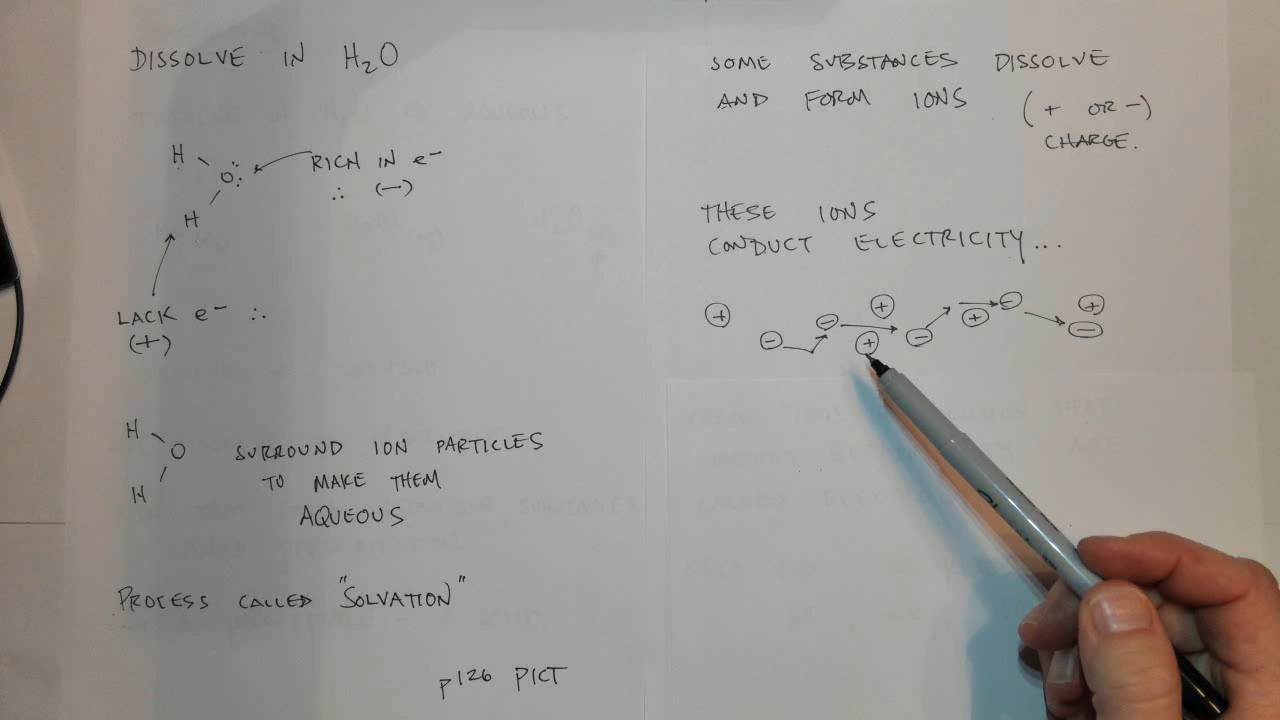 DISSOLVE IN H₂O
H
O
RICH IN e⁻
∴ (−)
H
LACK e⁻ ∴
(+)
H
O
H
SURROUND ION PARTICLES
TO MAKE THEM
AQUEOUS
PROCESS CALLED "SOLVATION"
p126 PICT
SOME SUBSTANCES DISSOLVE
AND FORM IONS (+ OR −)
CHARGE.
THESE IONS
CONDUCT ELECTRICITY...
+ − − + + − + − + −